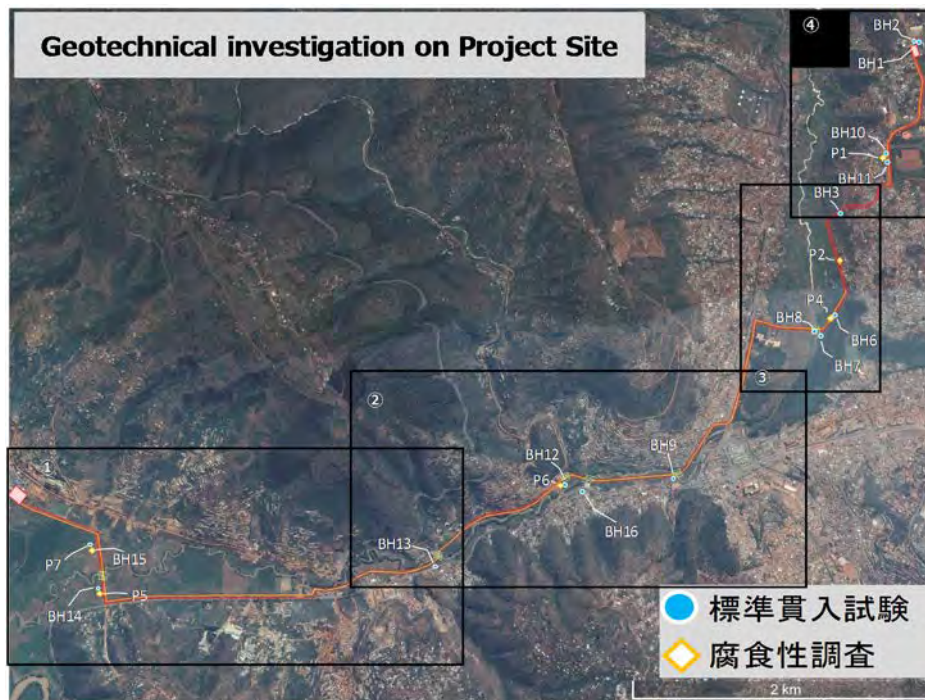 Geotechnical investigation on Project Site
④
BH2
BH1
BH10
P1
BH11
BH3
P2
P4
BH8
BH6
BH7
③
②
BH12
BH9
P6
BH16
1
BH13
P7
BH15
BH14
P5
標準貫入試験
腐食性調査
2 km